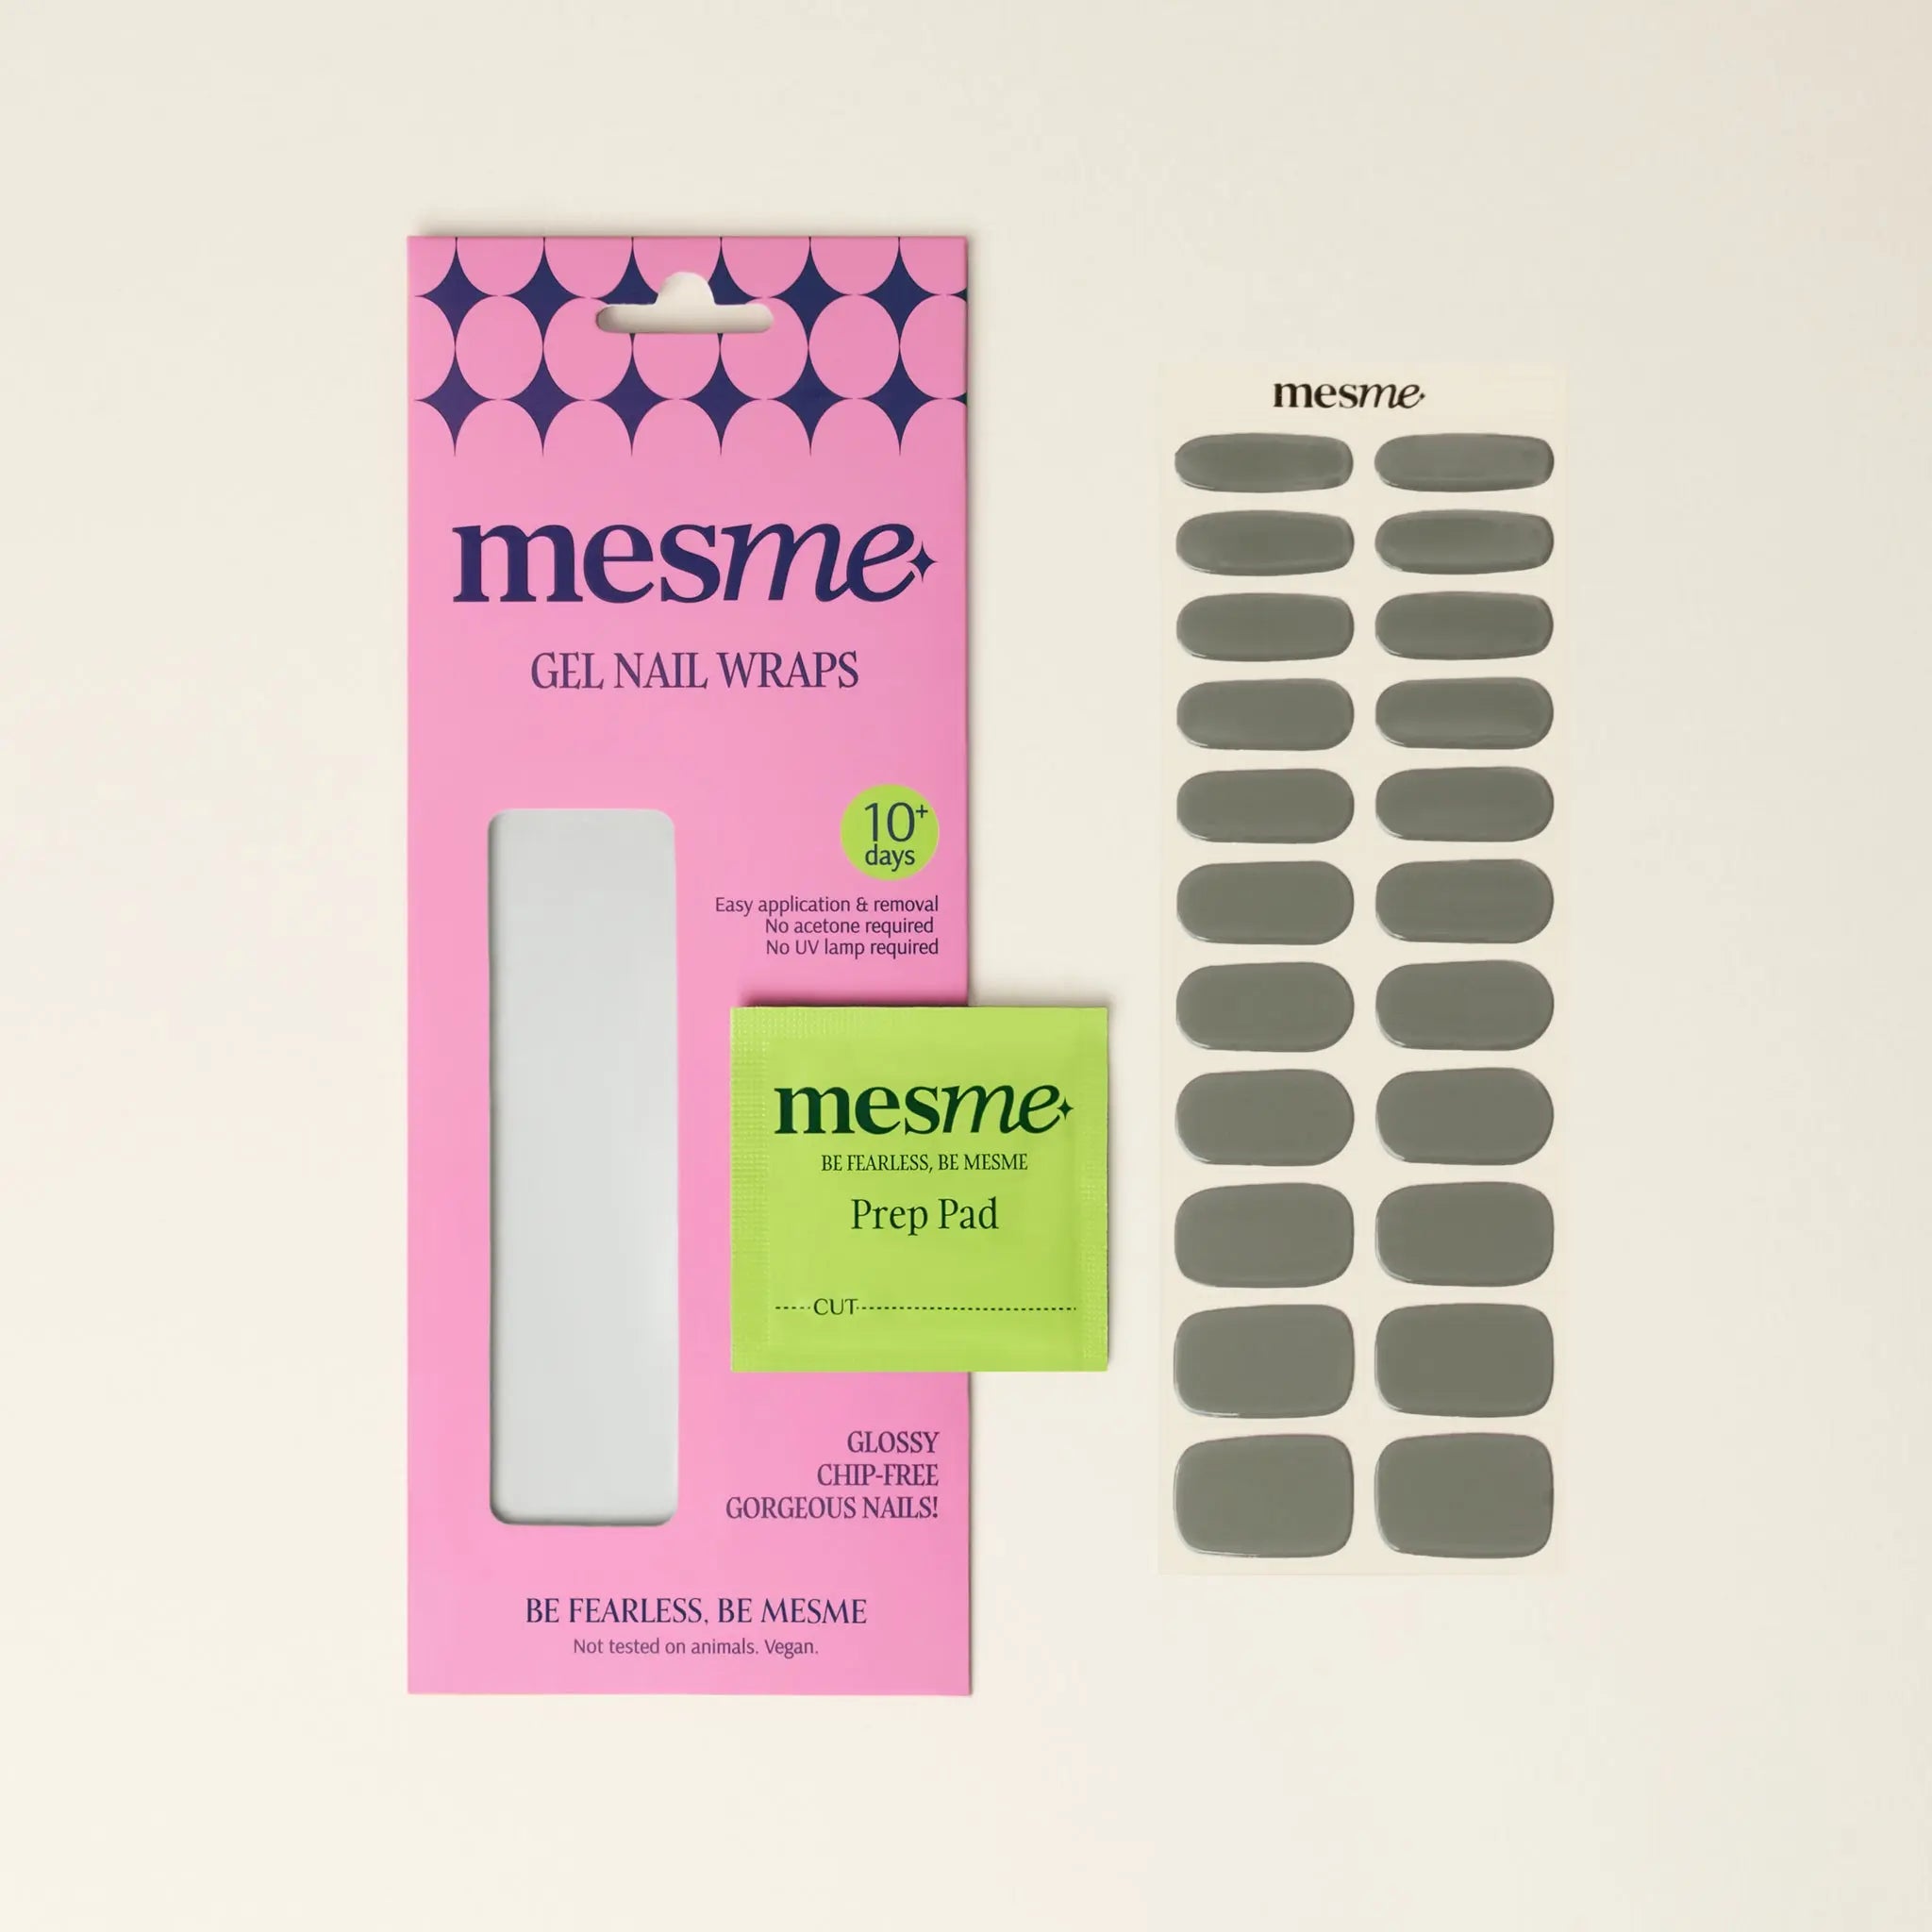 mesme
GEL NAIL WRAPS
10+
days
Easy application & removal
No acetone required
No UV lamp required
mesme
BE FEARLESS, BE MESME
Prep Pad
CUT
GLOSSY
CHIP-FREE
GORGEOUS NAILS!
BE FEARLESS, BE MESME
Not tested on animals. Vegan.
mesme